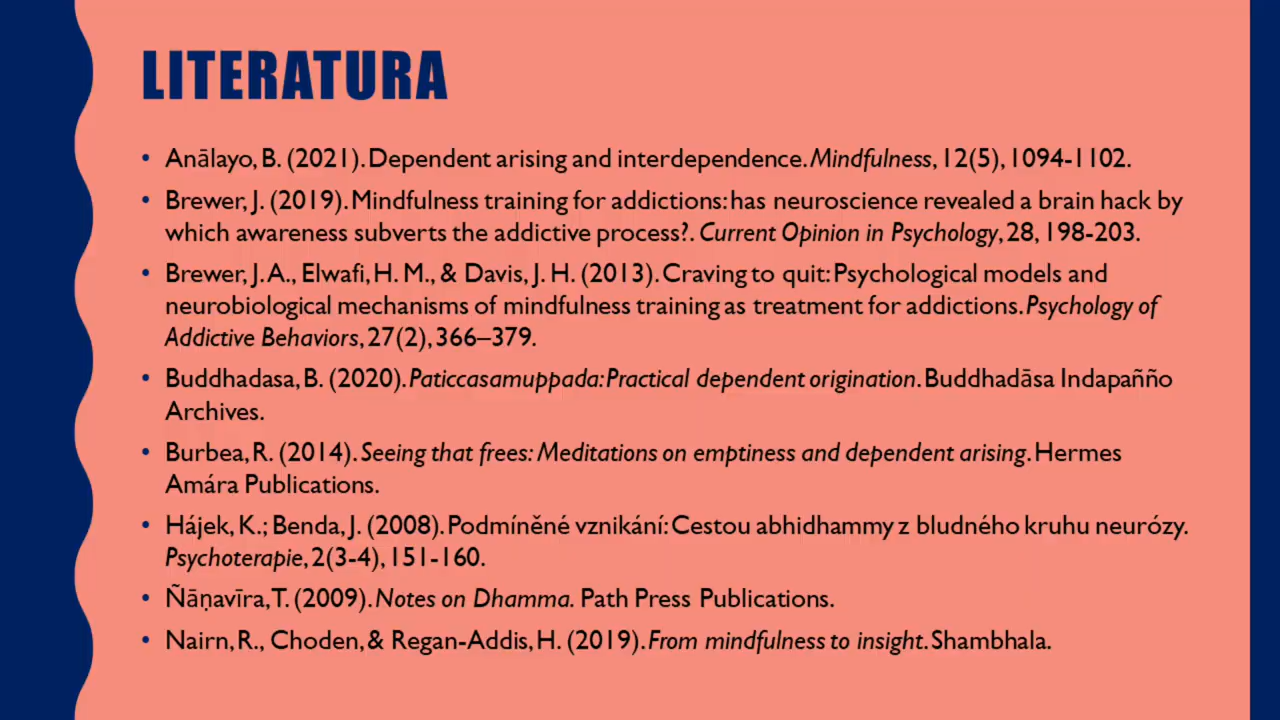 LITERATURA
• Anālayo, B. (2021). Dependent arising and interdependence. Mindfulness, 12(5), 1094-1102.
• Brewer, J. (2019). Mindfulness training for addictions: has neuroscience revealed a brain hack by
which awareness subverts the addictive process?. Current Opinion in Psychology, 28, 198-203.
• Brewer, J. A., Elwafi, H. M., & Davis, J. H. (2013). Craving to quit: Psychological models and
neurobiological mechanisms of mindfulness training as treatment for addictions. Psychology of
Addictive Behaviors, 27(2), 366–379.
• Buddhadasa, B. (2020). Paticcasamuppada: Practical dependent origination. Buddhadāsa Indapañño
Archives.
• Burbea, R. (2014). Seeing that frees: Meditations on emptiness and dependent arising. Hermes
Amára Publications.
• Hájek, K.; Benda, J. (2008). Podmíněné vznikání: Cestou abhidhammy z bludného kruhu neurózy.
Psychoterapie, 2(3-4), 151-160.
• Ñāṇavīra, T. (2009). Notes on Dhamma. Path Press Publications.
• Nairn, R., Choden, & Regan-Addis, H. (2019). From mindfulness to insight. Shambhala.